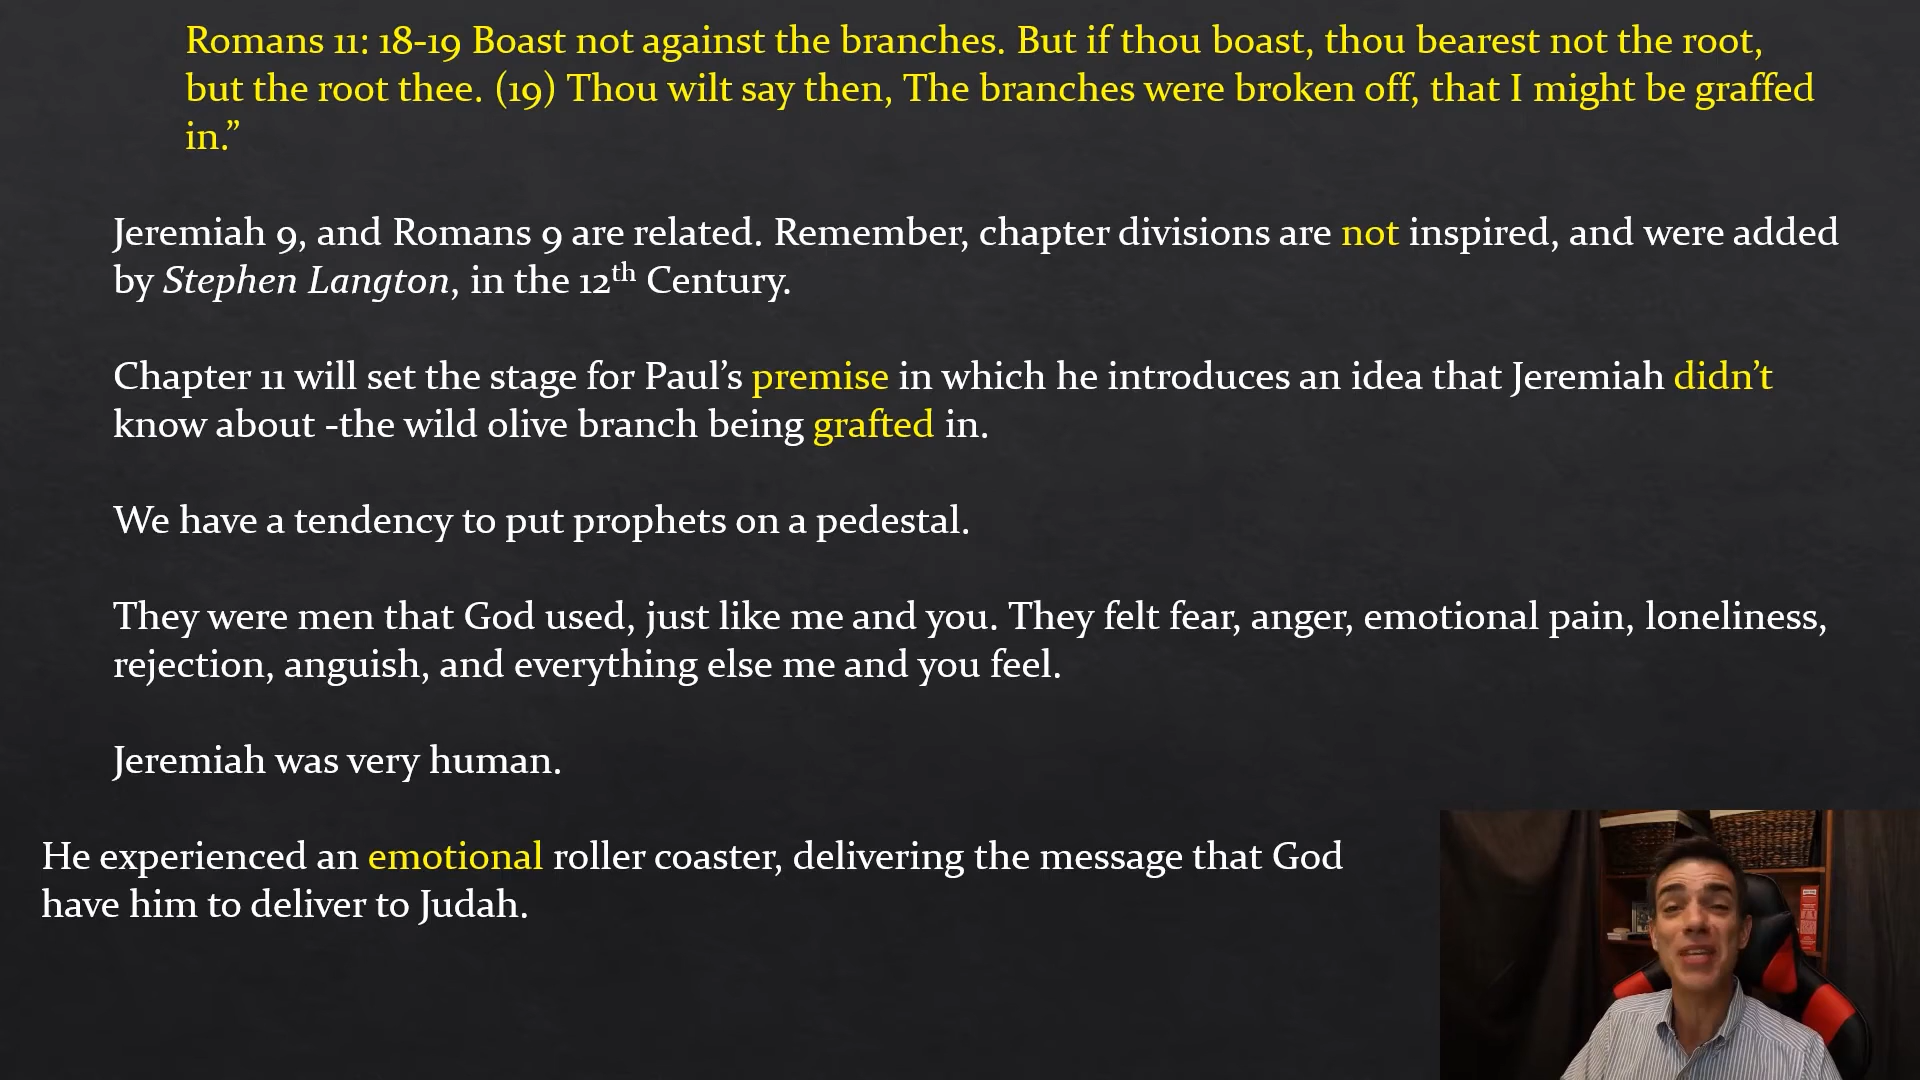 Romans 11: 18-19 Boast not against the branches. But if thou boast, thou bearest not the root,
but the root thee. (19) Thou wilt say then, The branches were broken off, that I might be graffed
in.”
Jeremiah 9, and Romans 9 are related. Remember, chapter divisions are not inspired, and were added
by Stephen Langton, in the 12th Century.
Chapter 11 will set the stage for Paul’s premise in which he introduces an idea that Jeremiah didn’t
know about -the wild olive branch being grafted in.
We have a tendency to put prophets on a pedestal.
They were men that God used, just like me and you. They felt fear, anger, emotional pain, loneliness,
rejection, anguish, and everything else me and you feel.
Jeremiah was very human.
He experienced an emotional roller coaster, delivering the message that God
have him to deliver to Judah.